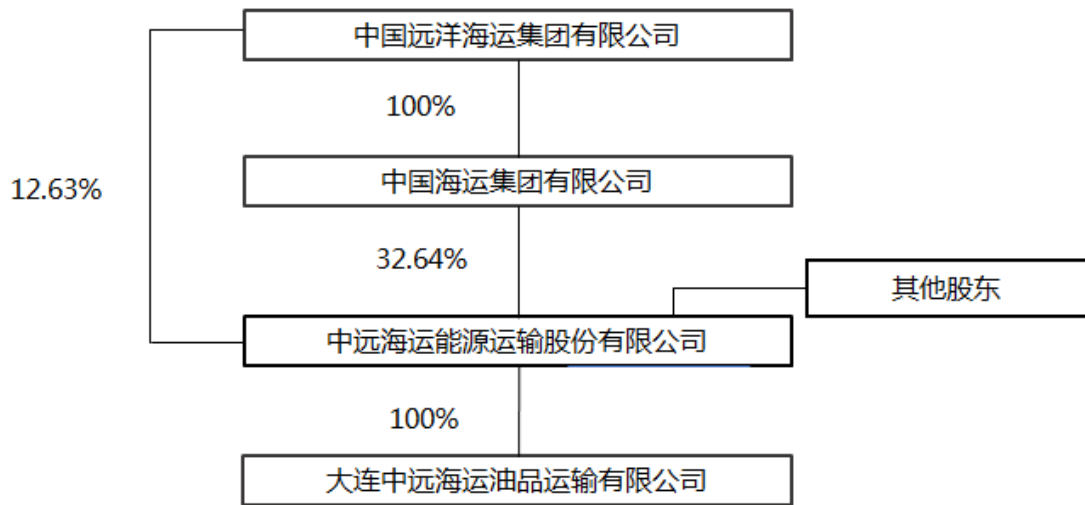 中国远洋海运集团有限公司
100%
中国海运集团有限公司
12.63%
32.64%
其他股东
中远海运能源运输股份有限公司
100%
大连中远海运油品运输有限公司